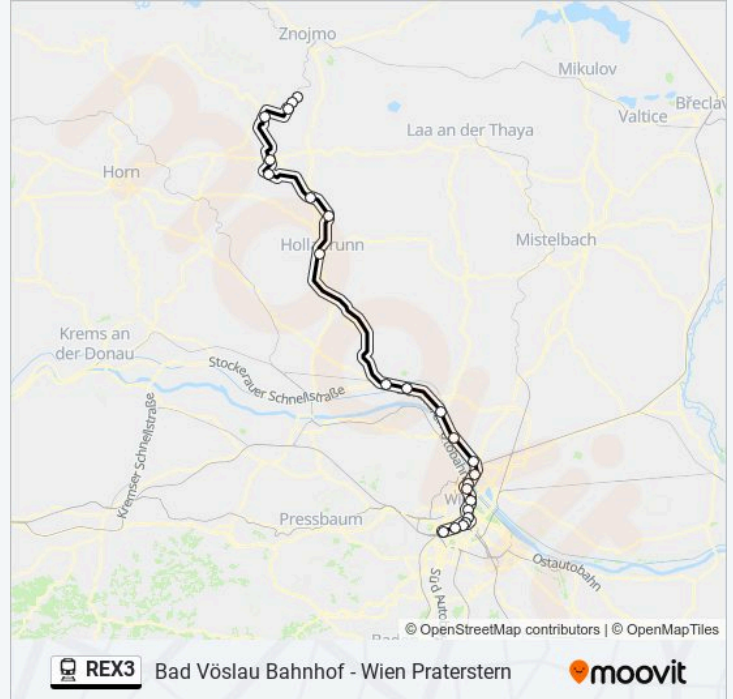 Znojmo
Mikulov
Břeclav
Valtice
Laa an der Thaya
Horn
Hollabrunn
Mistelbach
Krems an
der Donau
Stockerauer Schnellstraße
Kremser Schnellstraße
Pressbaum
Ostautobahn
Süd Auto
Bad
© OpenStreetMap contributors | © OpenMapTiles
REX3 Bad Vöslau Bahnhof - Wien Praterstern
moovit